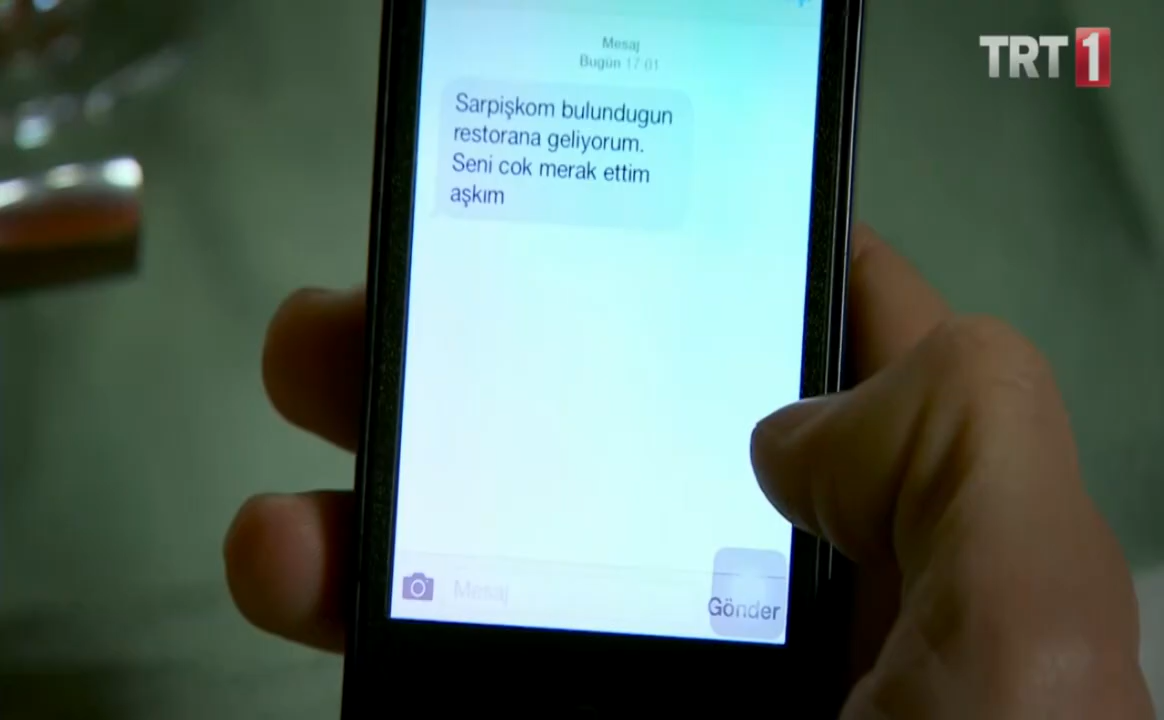 TRT 1
Mesaj
Bugün 17:01
Sarpişkom bulundugun
restorana geliyorum.
Seni cok merak ettim
aşkım
Mesaj
Gönder